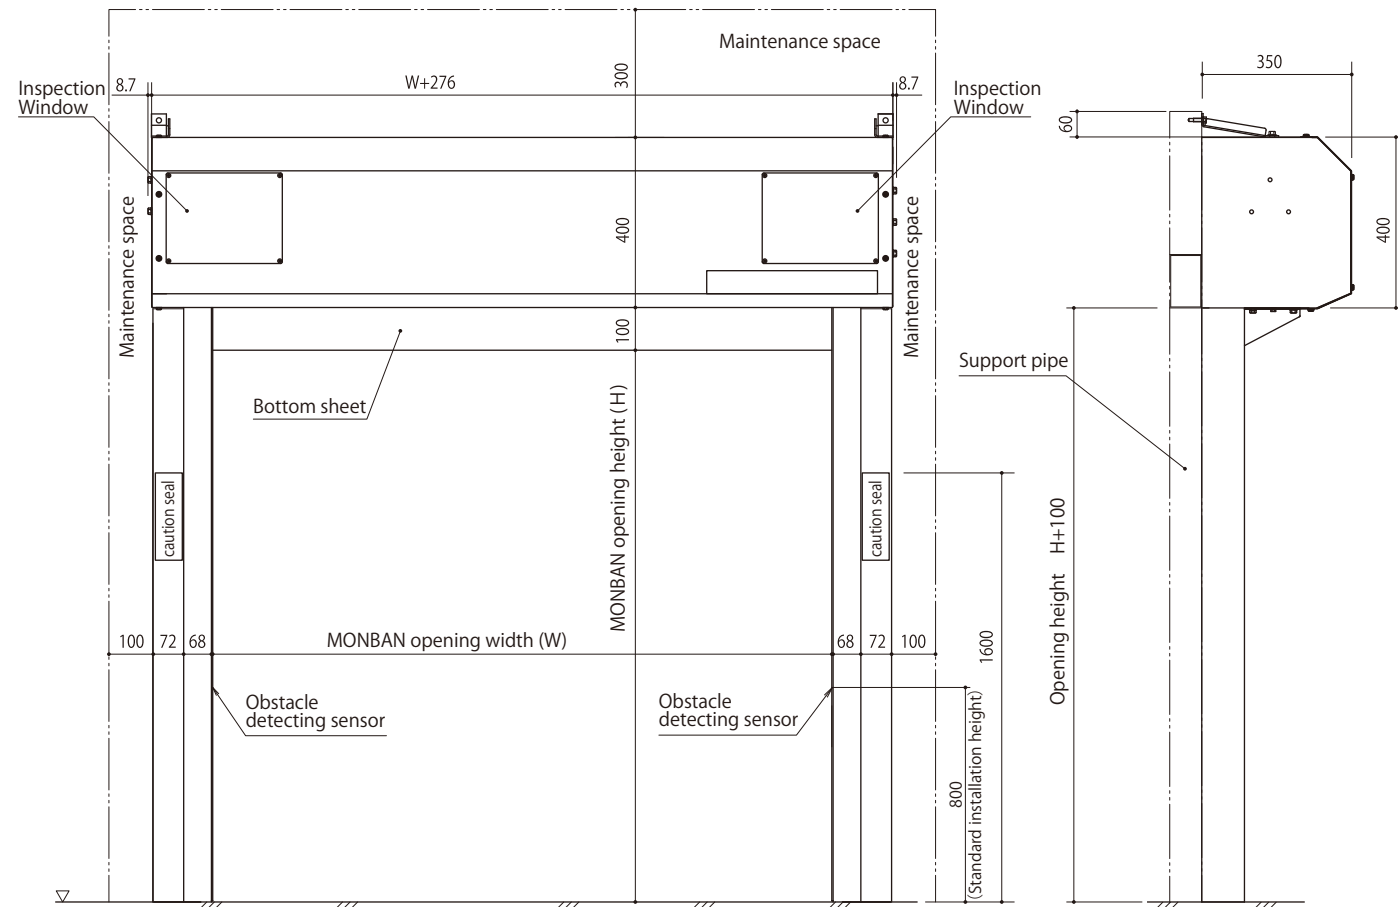 Maintenance space
300
350
Inspection
Window
8.7
W+276
8.7
Inspection
Window
60
Maintenance space
400
Maintenance space
400
100
Support pipe
Bottom sheet
MONBAN opening height (H)
caution seal
caution seal
Opening height H+100
100
72
68
MONBAN opening width (W)
68
72
100
1600
Obstacle
detecting sensor
Obstacle
detecting sensor
800
(Standard installation height)